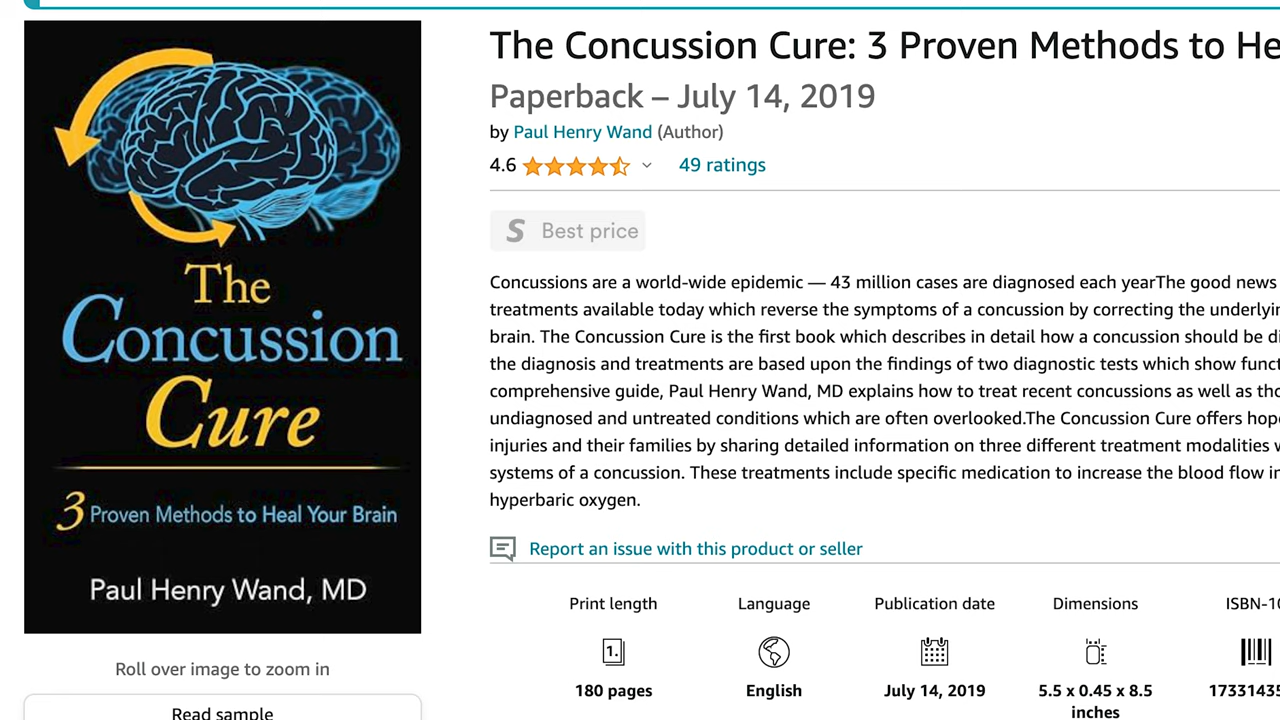 The
Concussion
Cure
3 Proven Methods to Heal Your Brain
Paul Henry Wand, MD
Roll over image to zoom in
Read sample
The Concussion Cure: 3 Proven Methods to He
Paperback – July 14, 2019
by Paul Henry Wand (Author)
4.6 49 ratings
S Best price
Concussions are a world-wide epidemic — 43 million cases are diagnosed each yearThe good news
treatments available today which reverse the symptoms of a concussion by correcting the underlyin
brain. The Concussion Cure is the first book which describes in detail how a concussion should be di
the diagnosis and treatments are based upon the findings of two diagnostic tests which show funct
comprehensive guide, Paul Henry Wand, MD explains how to treat recent concussions as well as tho
undiagnosed and untreated conditions which are often overlooked.The Concussion Cure offers hop
injuries and their families by sharing detailed information on three different treatment modalities w
systems of a concussion. These treatments include specific medication to increase the blood flow in
hyperbaric oxygen.
Report an issue with this product or seller
Print length Language Publication date Dimensions ISBN-10
1.
180 pages English July 14, 2019 5.5 x 0.45 x 8.5 17331435
inches